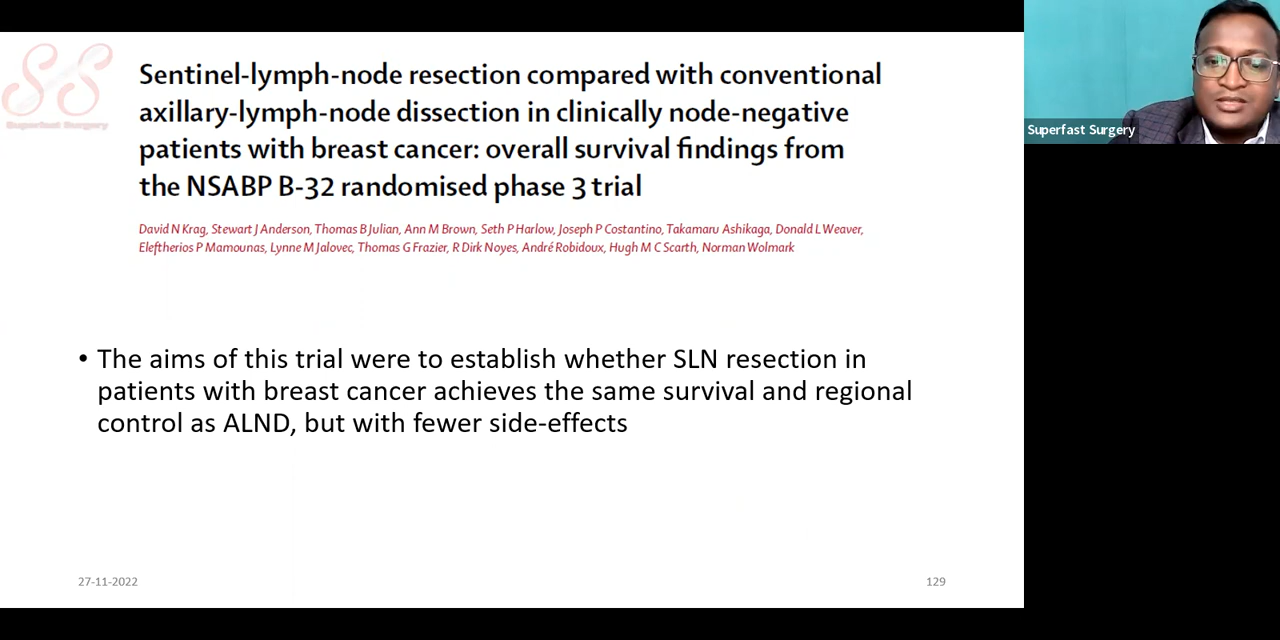 SS
Superfast Surgery
Sentinel-lymph-node resection compared with conventional
axillary-lymph-node dissection in clinically node-negative
patients with breast cancer: overall survival findings from
the NSABP B-32 randomised phase 3 trial
David N Krag, Stewart J Anderson, Thomas B Julian, Ann M Brown, Seth P Harlow, Joseph P Costantino, Takamaru Ashikaga, Donald L Weaver,
Eleftherios P Mamounas, Lynne M Jalovec, Thomas G Frazier, R Dirk Noyes, André Robidoux, Hugh M C Scarth, Norman Wolmark
• The aims of this trial were to establish whether SLN resection in
patients with breast cancer achieves the same survival and regional
control as ALND, but with fewer side-effects
27-11-2022
129
Superfast Surgery